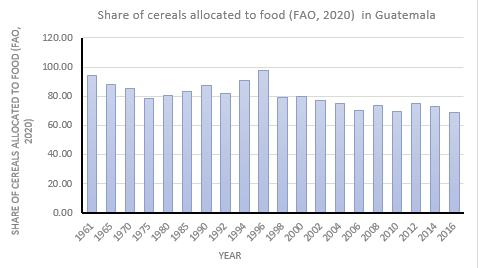 Share of cereals allocated to food (FAO, 2020)  in Guatemala
SHARE OF CEREALS ALLOCATED TO FOOD (FAO,
2020)
120.00
100.00
80.00
60.00
40.00
20.00
0.00
1961 1965 1970 1975 1980 1985 1990 1992 1994 1996 1998 2000 2002 2004 2006 2008 2010 2012 2014 2016
YEAR